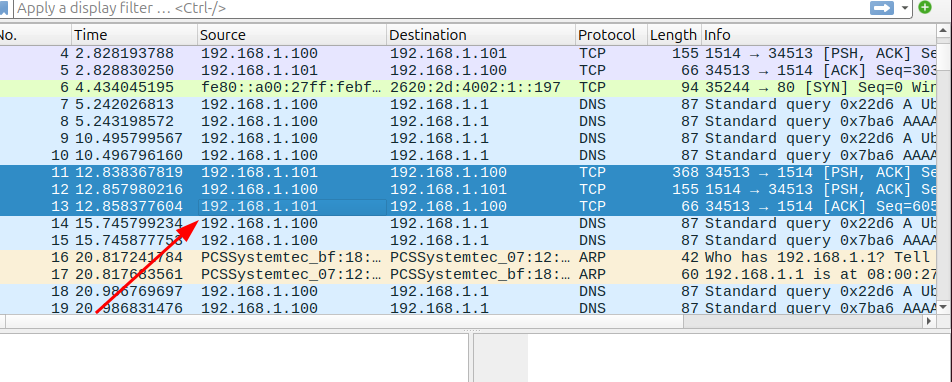 Apply a display filter … <Ctrl-/>
No. Time Source Destination Protocol Length Info
4 2.828193788 192.168.1.100 192.168.1.101 TCP 155 1514 → 34513 [PSH, ACK] Se
5 2.828830250 192.168.1.101 192.168.1.100 TCP 66 34513 → 1514 [ACK] Seq=303
6 4.434045195 fe80::a00:27ff:febf… 2620:2d:4002:1::197 TCP 94 35244 → 80 [SYN] Seq=0 Win
7 5.242026813 192.168.1.100 192.168.1.1 DNS 87 Standard query 0x22d6 A Ub
8 5.243198572 192.168.1.100 192.168.1.1 DNS 87 Standard query 0x7ba6 AAAA
9 10.495799567 192.168.1.100 192.168.1.1 DNS 87 Standard query 0x22d6 A Ub
10 10.496796160 192.168.1.100 192.168.1.1 DNS 87 Standard query 0x7ba6 AAAA
11 12.838367819 192.168.1.101 192.168.1.100 TCP 368 34513 → 1514 [PSH, ACK] Se
12 12.857980216 192.168.1.100 192.168.1.101 TCP 155 1514 → 34513 [PSH, ACK] Se
13 12.858377604 192.168.1.101 192.168.1.100 TCP 66 34513 → 1514 [ACK] Seq=605
14 15.745799234 192.168.1.100 192.168.1.1 DNS 87 Standard query 0x22d6 A Ub
15 15.745877753 192.168.1.100 192.168.1.1 DNS 87 Standard query 0x7ba6 AAAA
16 20.817241784 PCSSystemtec_bf:18:… PCSSystemtec_07:12:… ARP 42 Who has 192.168.1.1? Tell
17 20.817663561 PCSSystemtec_07:12:… PCSSystemtec_bf:18:… ARP 60 192.168.1.1 is at 08:00:27
18 20.986769697 192.168.1.100 192.168.1.1 DNS 87 Standard query 0x22d6 A Ub
19 20.986831476 192.168.1.100 192.168.1.1 DNS 87 Standard query 0x7ba6 AAAA